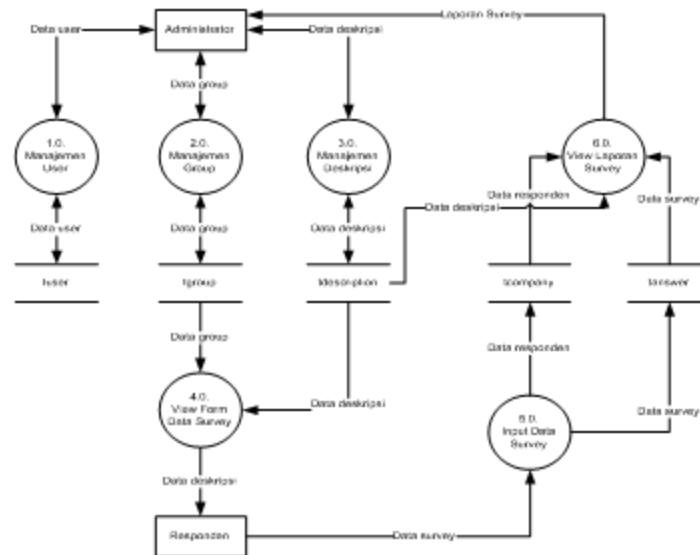 Data user
Administrator
Data deskripsi
Laporan Survey
Data group
1.0.
Manajemen
User
2.0.
Manajemen
Group
3.0.
Manajemen
Deskripsi
6.0.
View Laporan
Survey
Data responden
Data survey
Data deskripsi
Data user
Data group
Data deskripsi
tuser
tgroup
tdescription
tcompany
tanswer
Data group
Data responden
Data deskripsi
Data survey
4.0.
View Form
Data Survey
5.0.
Input Data
Survey
Data deskripsi
Responden
Data survey